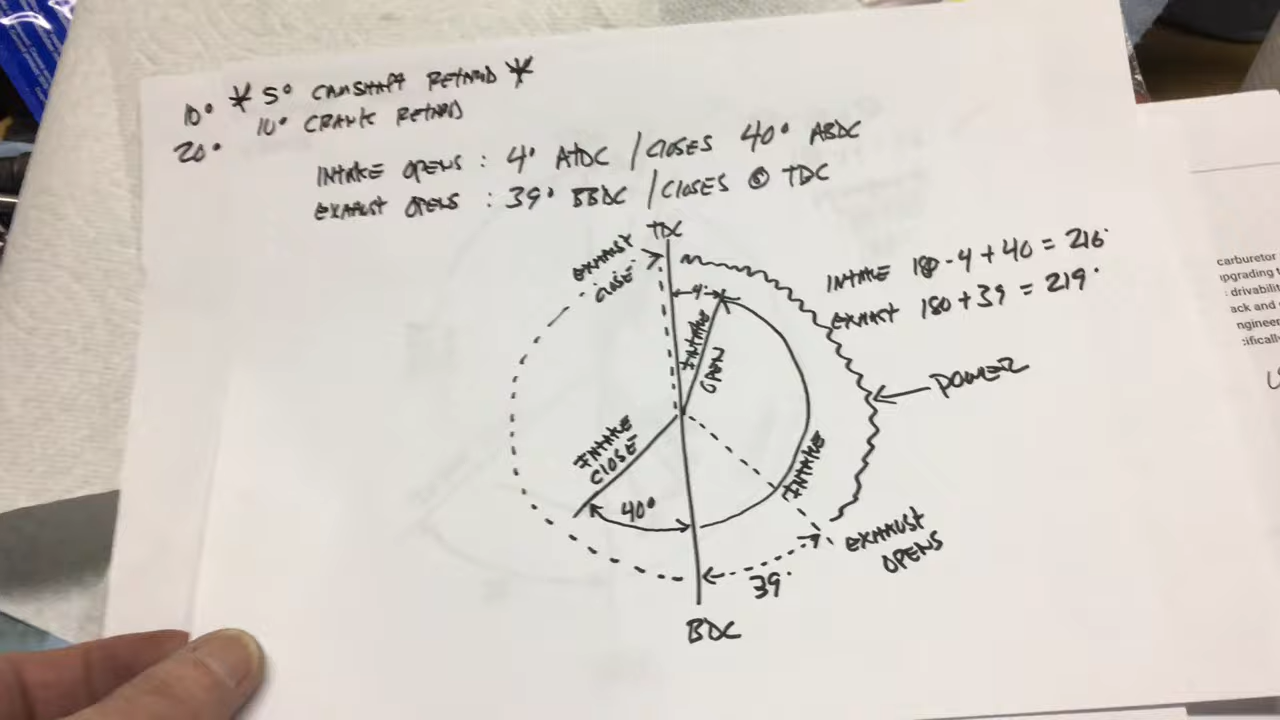 10° * 5° CAMSHAFT RETARD *
20° 10° CRANK RETARD
INTAKE OPENS : 4° ATDC / CLOSES 40° ABDC
EXHAUST OPENS : 39° BBDC / CLOSES @ TDC
TDC
EXHAUST
CLOSE
INTAKE 180 - 4 + 40 = 216°
EXHAUST 180 + 39 = 219°
4°
INTAKE
OPEN
POWER
INTAKE
CLOSE
INTAKE
40°
EXHAUST
OPENS
39°
BDC
carburetor
upgrading t
drivabilit
ack and
ngineer
ifically